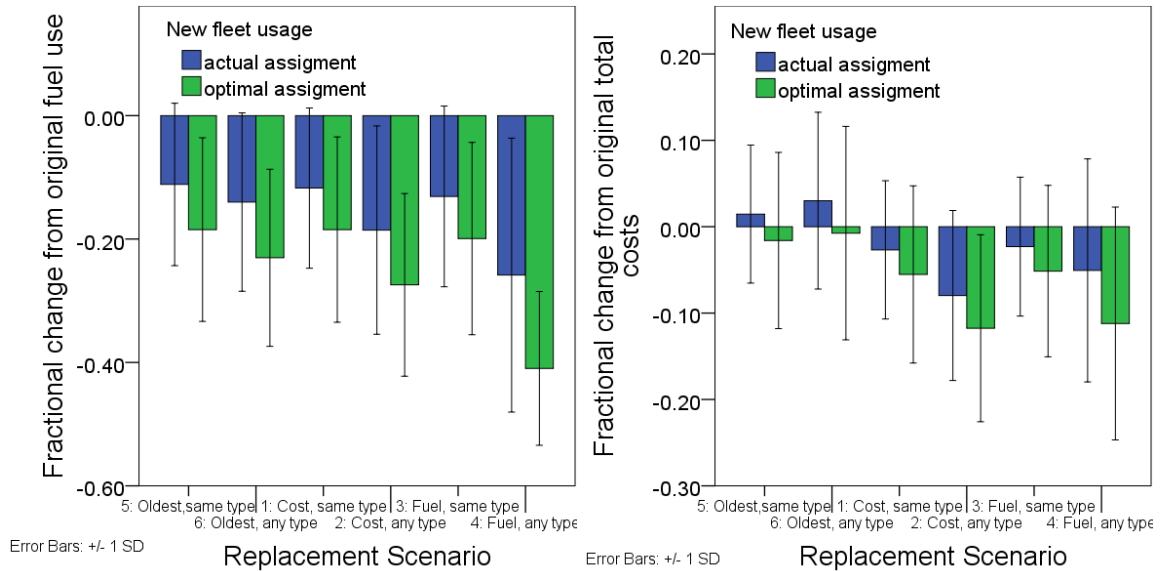 Fractional change from original fuel use
New fleet usage
actual assigment
optimal assigment
0.00
-0.20
-0.40
-0.60
5: Oldest,same type
6: Oldest, any type
1: Cost, same type
2: Cost, any type
3: Fuel, same type
4: Fuel, any type
Error Bars: +/- 1 SD
Replacement Scenario
Fractional change from original total
costs
New fleet usage
actual assigment
optimal assigment
0.20
0.10
0.00
-0.10
-0.20
-0.30
5: Oldest, same type
6: Oldest, any type
1: Cost, same type
2: Cost, any type
3: Fuel, same type
4: Fuel, any type
Error Bars: +/- 1 SD
Replacement Scenario